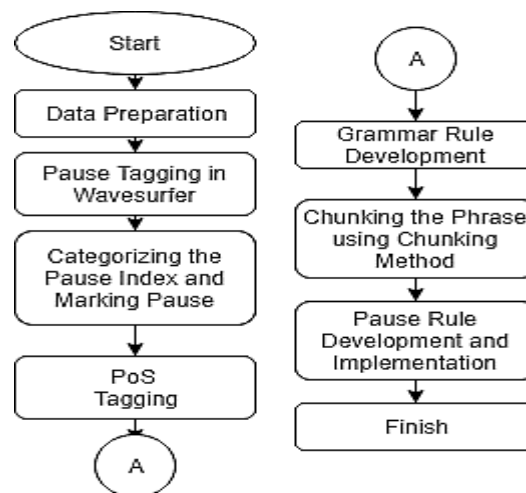 Start
Data Preparation
Pause Tagging in
Wavesurfer
Categorizing the
Pause Index and
Marking Pause
PoS
Tagging
A
A
Grammar Rule
Development
Chunking the Phrase
using Chunking
Method
Pause Rule
Development and
Implementation
Finish